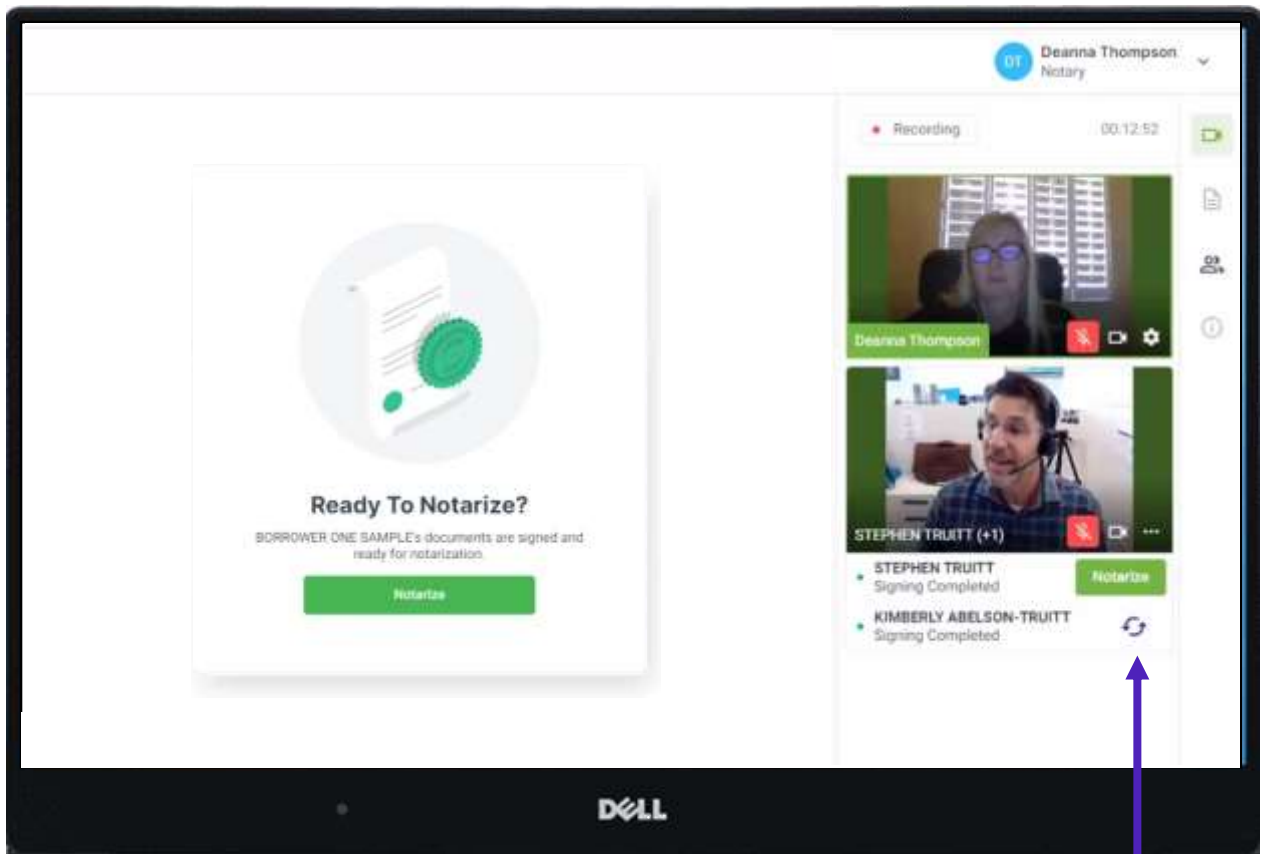 DT
Deanna Thompson
Notary
Recording
00:12:52
Deanna Thompson
STEPHEN TRUITT (+1)
STEPHEN TRUITT
Signing Completed
Notarize
KIMBERLY ABELSON-TRUITT
Signing Completed
Ready To Notarize?
BORROWER ONE SAMPLE's documents are signed and
ready for notarization.
Notarize
DELL